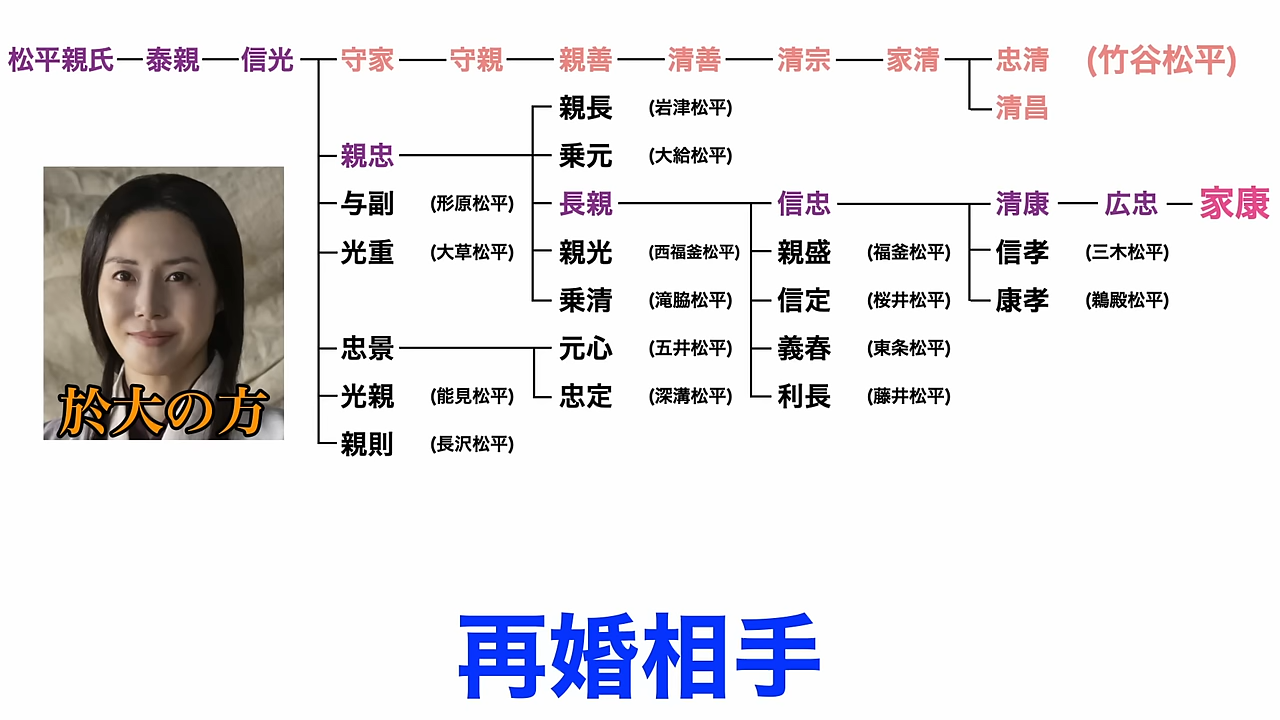 松平親氏 泰親 信光 守家 守親 親善 清善 清宗 家清 忠清 (竹谷松平)
親長 (岩津松平) 清昌
親忠 乗元 (大給松平)
与副 (形原松平) 長親 信忠 清康 広忠 家康
光重 (大草松平) 親光 (西福釜松平) 親盛 (福釜松平) 信孝 (三木松平)
乗清 (滝脇松平) 信定 (桜井松平) 康孝 (鵜殿松平)
忠景 元心 (五井松平) 義春 (東条松平)
光親 (能見松平) 忠定 (深溝松平) 利長 (藤井松平)
親則 (長沢松平)
於大の方
再婚相手